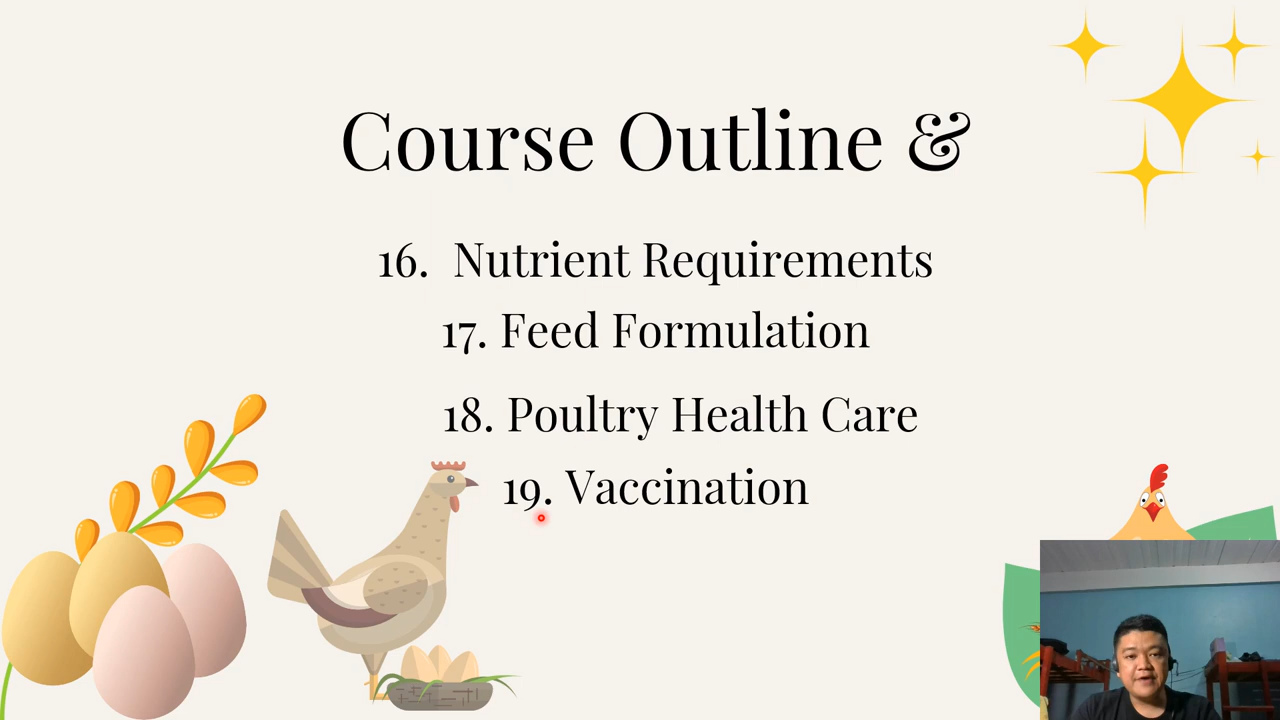 Course Outline &
16. Nutrient Requirements
17. Feed Formulation
18. Poultry Health Care
19. Vaccination